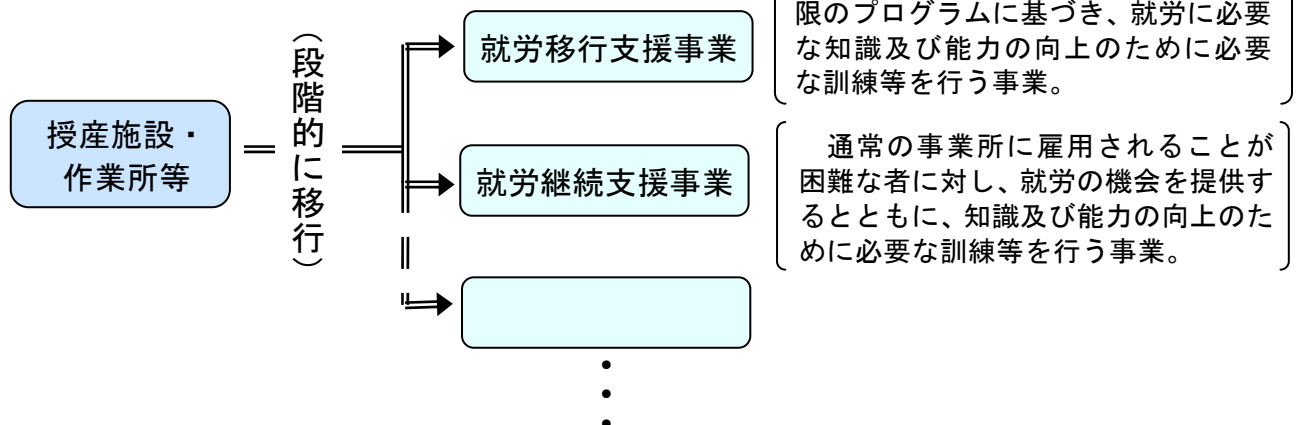 授産施設・
作業所等
（段階的に移行）
就労移行支援事業
限のプログラムに基づき、就労に必要
な知識及び能力の向上のために必要
な訓練等を行う事業。
就労継続支援事業
通常の事業所に雇用されることが
困難な者に対し、就労の機会を提供す
るとともに、知識及び能力の向上のた
めに必要な訓練等を行う事業。
・
・
・